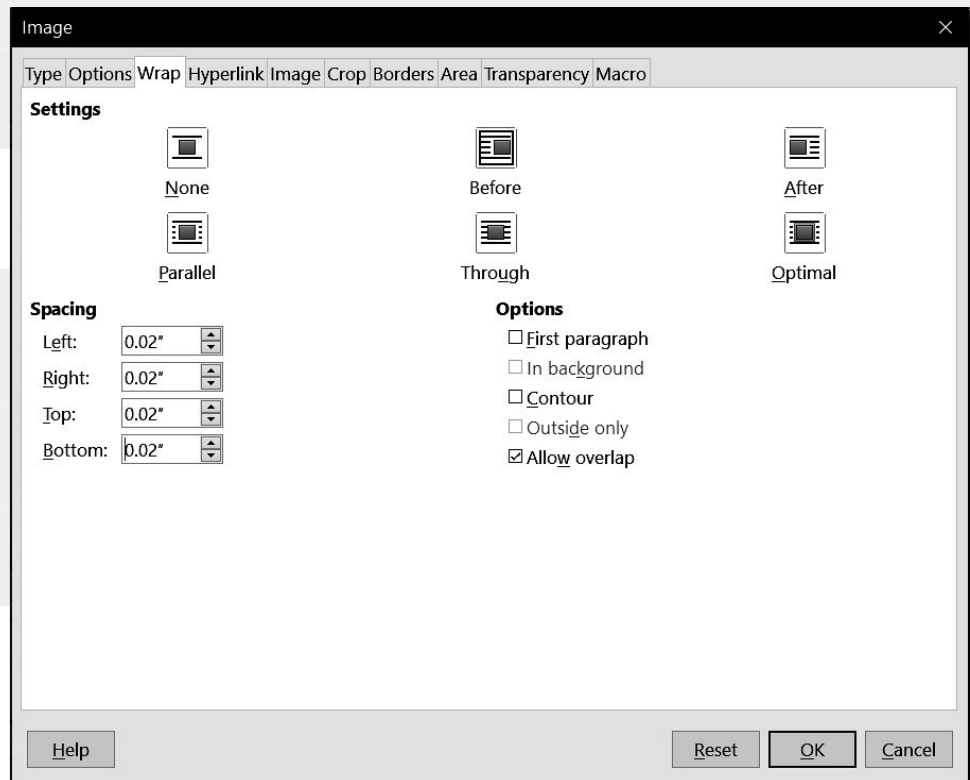 Image
Type Options Wrap Hyperlink Image Crop Borders Area Transparency Macro
Settings
None Before After
Parallel Through Optimal
Spacing Options
Left: 0.02" First paragraph
Right: 0.02" In background
Top: 0.02" Contour
Bottom: 0.02" Outside only
Allow overlap
Help Reset OK Cancel